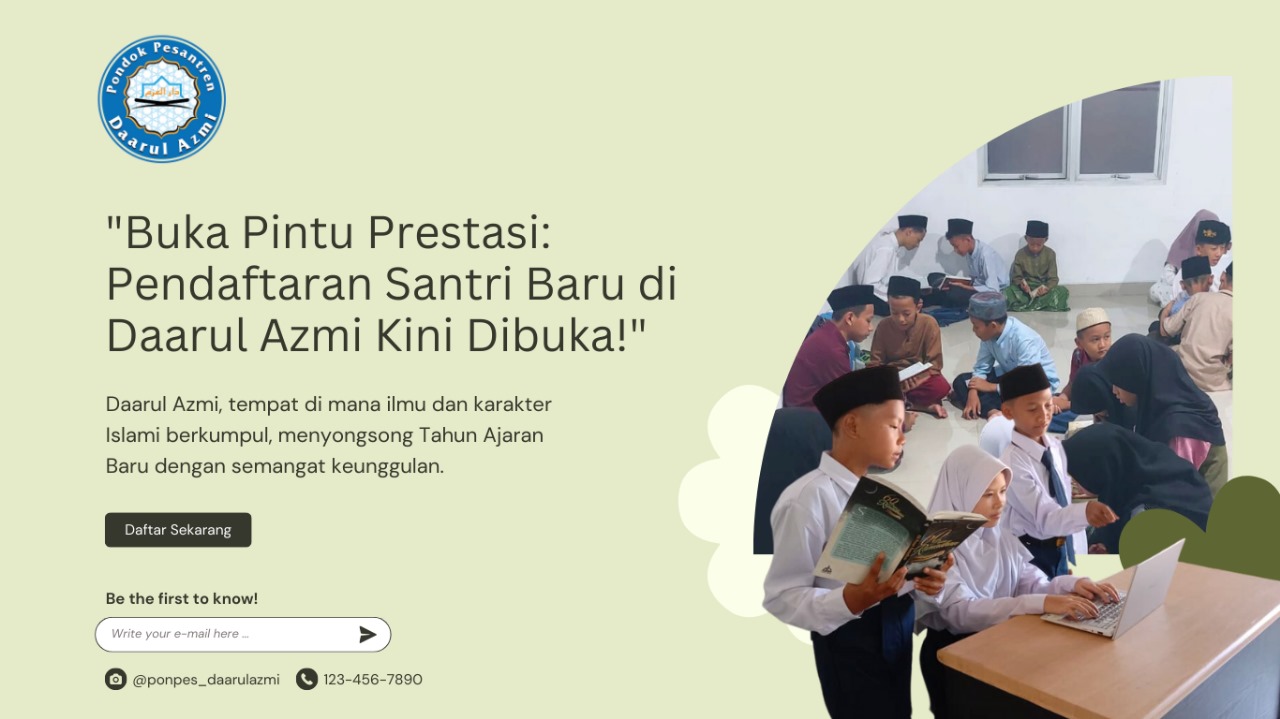 Pondok Pesantren
دار العزم
Daarul Azmi
"Buka Pintu Prestasi:
Pendaftaran Santri Baru di
Daarul Azmi Kini Dibuka!"
Daarul Azmi, tempat di mana ilmu dan karakter
Islami berkumpul, menyongsong Tahun Ajaran
Baru dengan semangat keunggulan.
Daftar Sekarang
Be the first to know!
Write your e-mail here ...
@ponpes_daarulazmi 123-456-7890